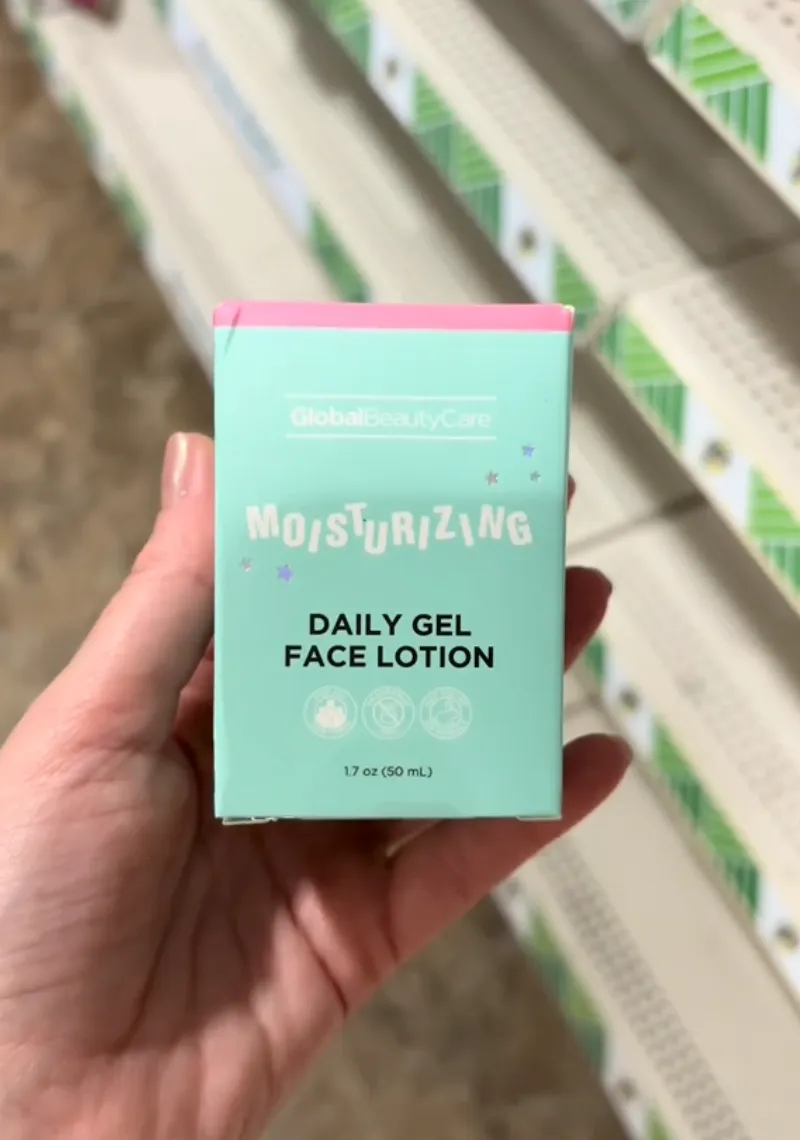 GlobalBeautyCare
MOISTURIZING
DAILY GEL
FACE LOTION
1.7 oz (50 mL)